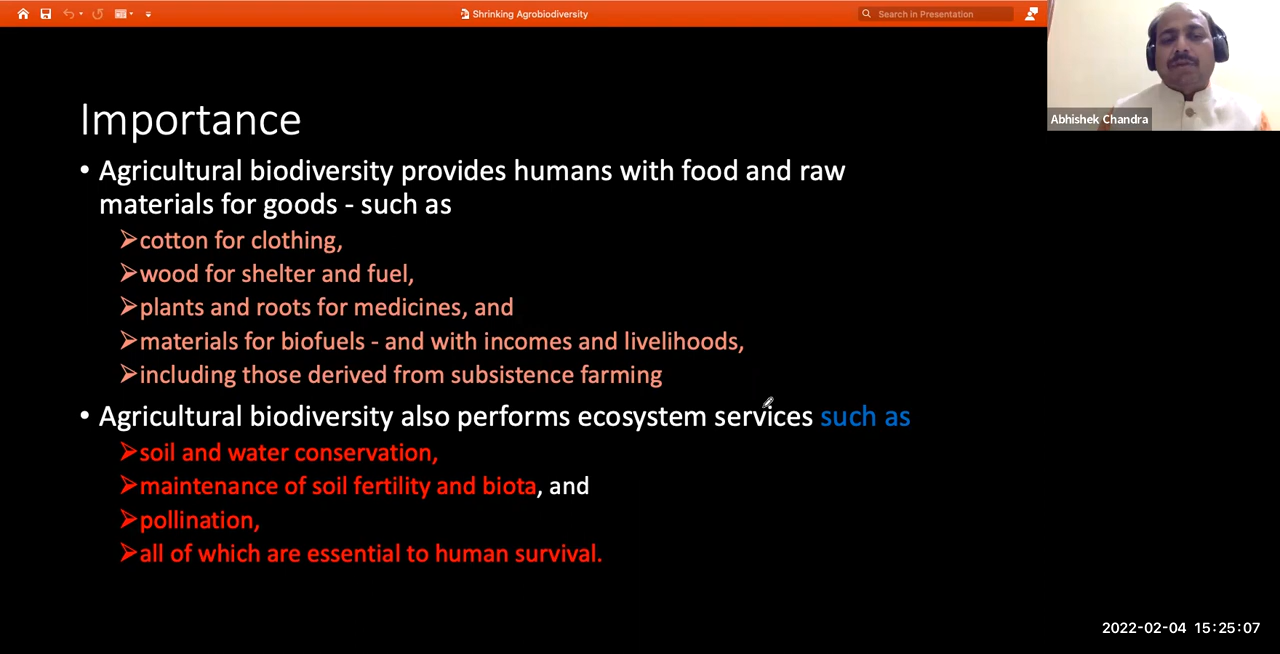 Shrinking Agrobiodiversity
Search in Presentation
Abhishek Chandra
Importance
• Agricultural biodiversity provides humans with food and raw
materials for goods - such as
➢cotton for clothing,
➢wood for shelter and fuel,
➢plants and roots for medicines, and
➢materials for biofuels - and with incomes and livelihoods,
➢including those derived from subsistence farming
• Agricultural biodiversity also performs ecosystem services such as
➢soil and water conservation,
➢maintenance of soil fertility and biota, and
➢pollination,
➢all of which are essential to human survival.
2022-02-04 15:25:07